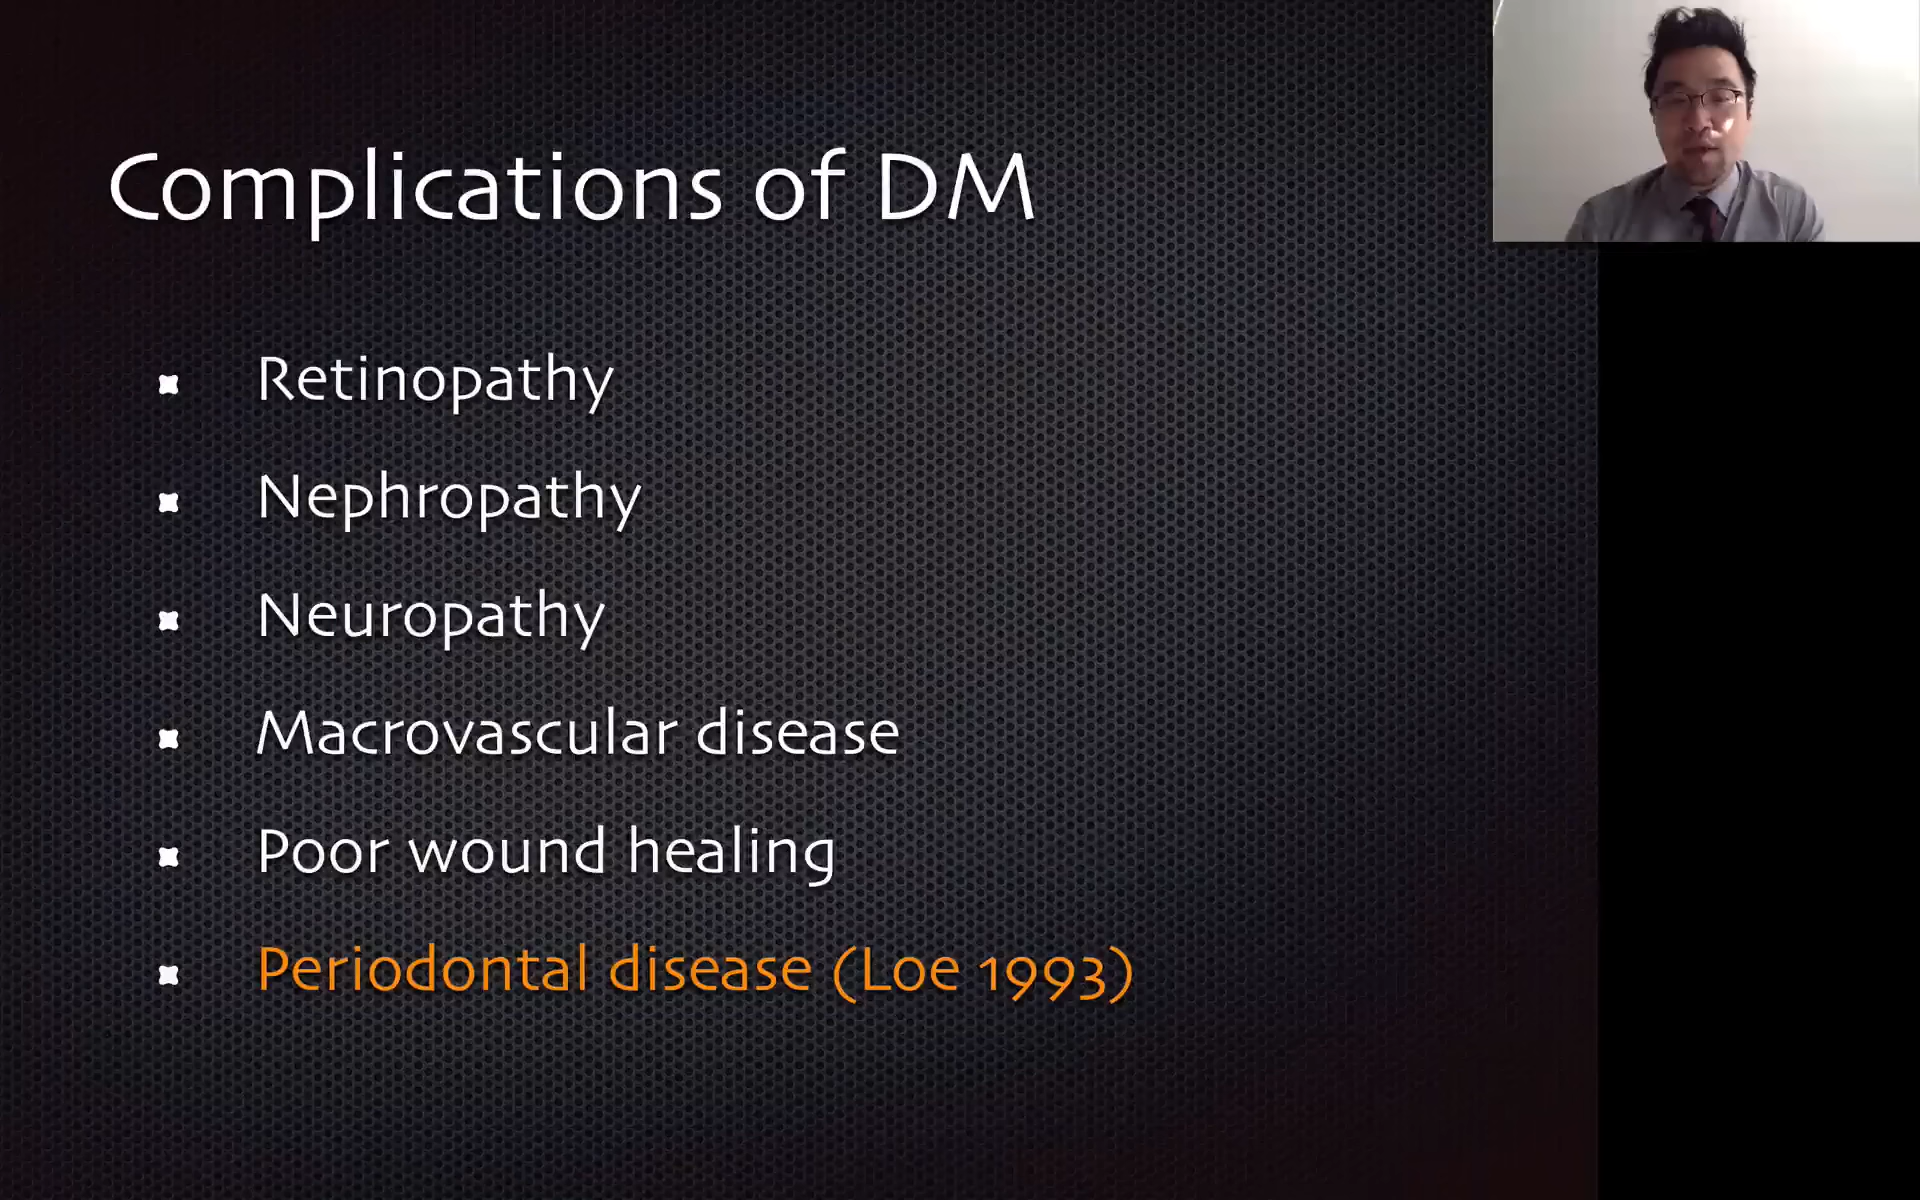 Complications of DM
Retinopathy
Nephropathy
Neuropathy
Macrovascular disease
Poor wound healing
Periodontal disease (Loe 1993)